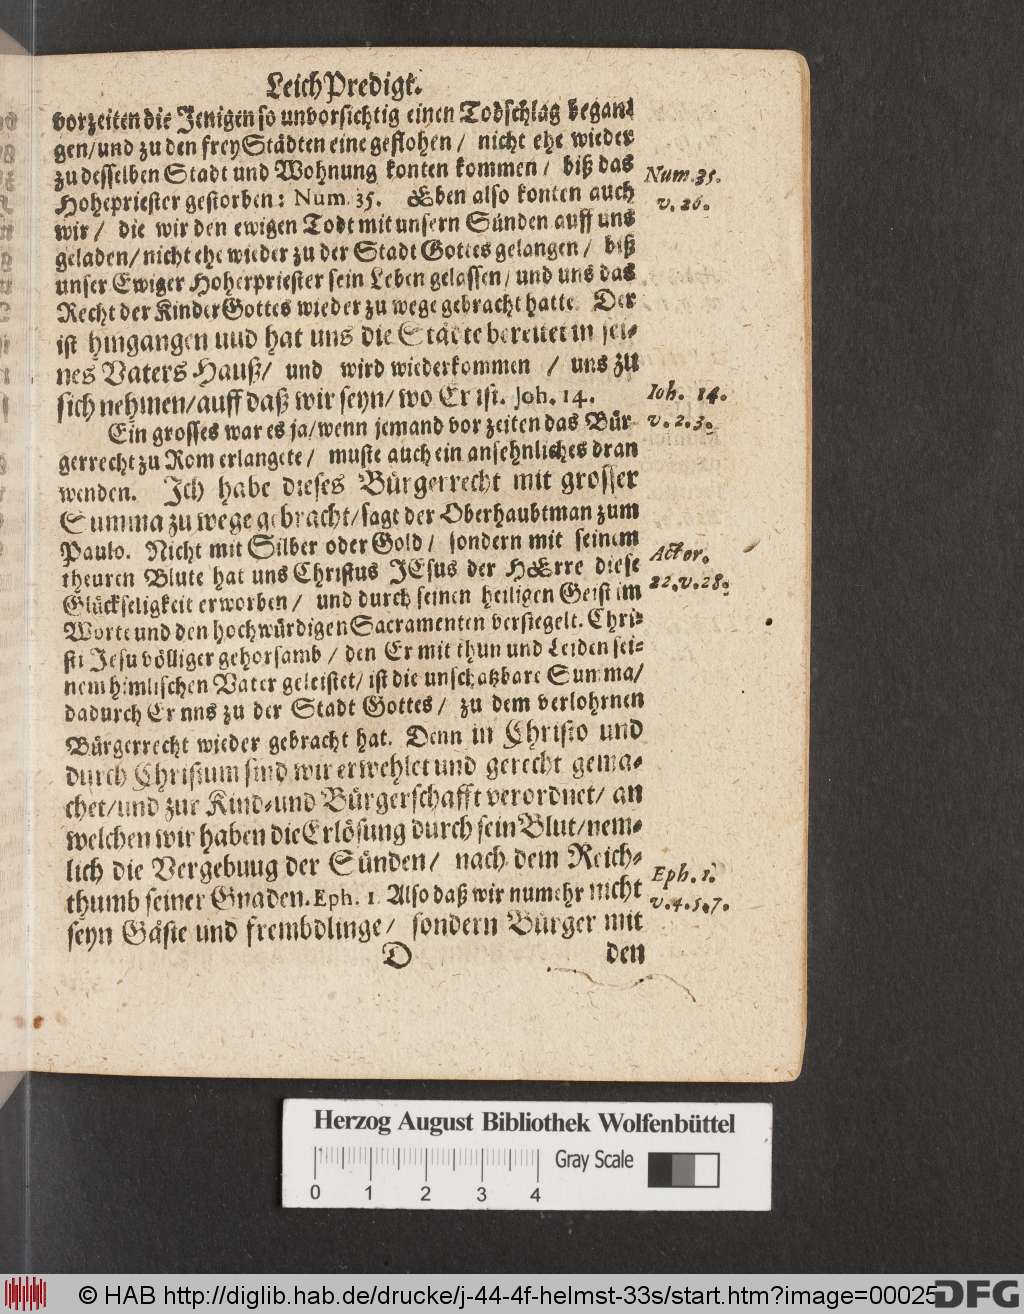 LeichPredigt.
vorzeiten die Jenigen so unvorsichtig einen Todschlag began⸗
gen/und zu den freyStädten eine geflohen / nicht ehe wieder
zu desselben Stadt und Wohnung konten kommen / biß das
Hohepriester gestorben: Num. 35. Eben also konten auch
wir / die wir den ewigen Todt mit unsern Sünden auff uns
geladen/nicht ehe wieder zu der Stadt Gottes gelangen / biß
unser Ewiger Hoherpriester sein Leben gelassen/und uns das
Recht der Kinder Gottes wieder zu wege gebracht hatte. Der
ist hingangen uud hat uns die Städte bereitet in sei⸗
nes Vaters Hauß/ und wird wiederkommen / uns zu
sich nehmen/auff daß wir seyn/wo Er ist. Joh. 14.
Num. 35.
v. 26.
Ioh. 14.
v. 2. 3.
Ein grosses war es ja/wenn jemand vor zeiten das Bür⸗
gerrecht zu Rom erlangete / muste auch ein ansehnliches dran
wenden. Ich habe dieses Bürgerrecht mit grosser
Summa zu wege gebracht/sagt der Oberhaubtman zum
Paulo. Nicht mit Silber oder Gold / sondern mit seinem
theuren Blute hat uns Christus JEsus der HErre diese
Glückseligkeit erworben / und durch seinen heiligen Geist im
Worte und den hochwürdigen Sacramenten versiegelt. Chri⸗
sti Jesu völliger gehorsamb / den Er mit thun und Leiden sei⸗
nem himlischen Vater geleistet/ ist die unschatzbare Summa/
dadurch Er nns zu der Stadt Gottes / zu dem verlohrnen
Bürgerrecht wieder gebracht hat. Denn in Christo und
durch Christum sind wir erwehlet und gerecht gema⸗
chet/und zur Kind⸗und Bürgerschafft verordnet/ an
welchen wir haben die Erlösung durch sein Blut/nem⸗
lich die Vergebuug der Sünden/ nach dem Reich⸗
thumb seiner Gnaden. Eph. 1. Also daß wir numehr nicht
seyn Gäste und frembdlinge/ sondern Bürger mit
Actor.
22. v. 28.
Eph. 1.
v. 4. 5. 7.
D
den
Herzog August Bibliothek Wolfenbüttel
0 1 2 3 4
Gray Scale
© HAB http://diglib.hab.de/drucke/j-44-4f-helmst-33s/start.htm?image=00025
DFG